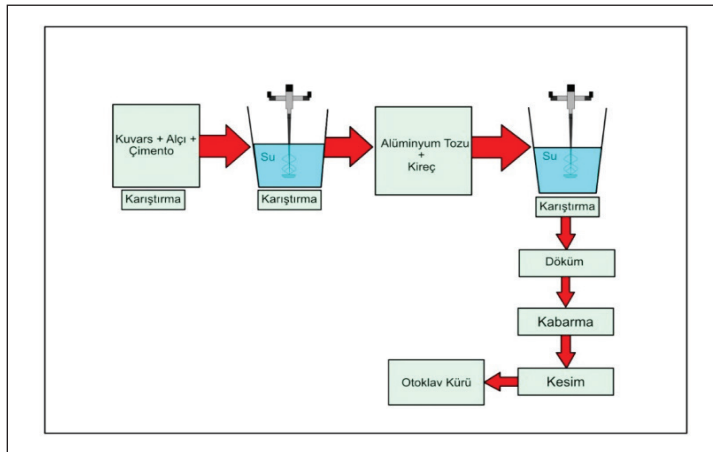 Kuvars + Alçı +
Çimento
Karıştırma
Su
Karıştırma
Alüminyum Tozu
+
Kireç
Su
Karıştırma
Döküm
Kabarma
Kesim
Otoklav Kürü